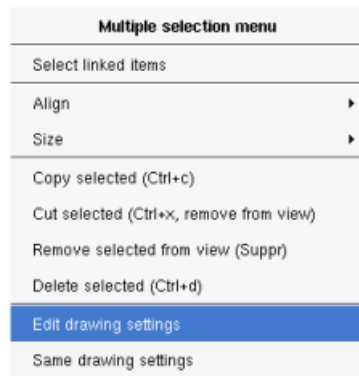 Multiple selection menu
Select linked items
Align
Size
Copy selected (Ctrl+c)
Cut selected (Ctrl+x, remove from view)
Remove selected from view (Suppr)
Delete selected (Ctrl+d)
Edit drawing settings
Same drawing settings